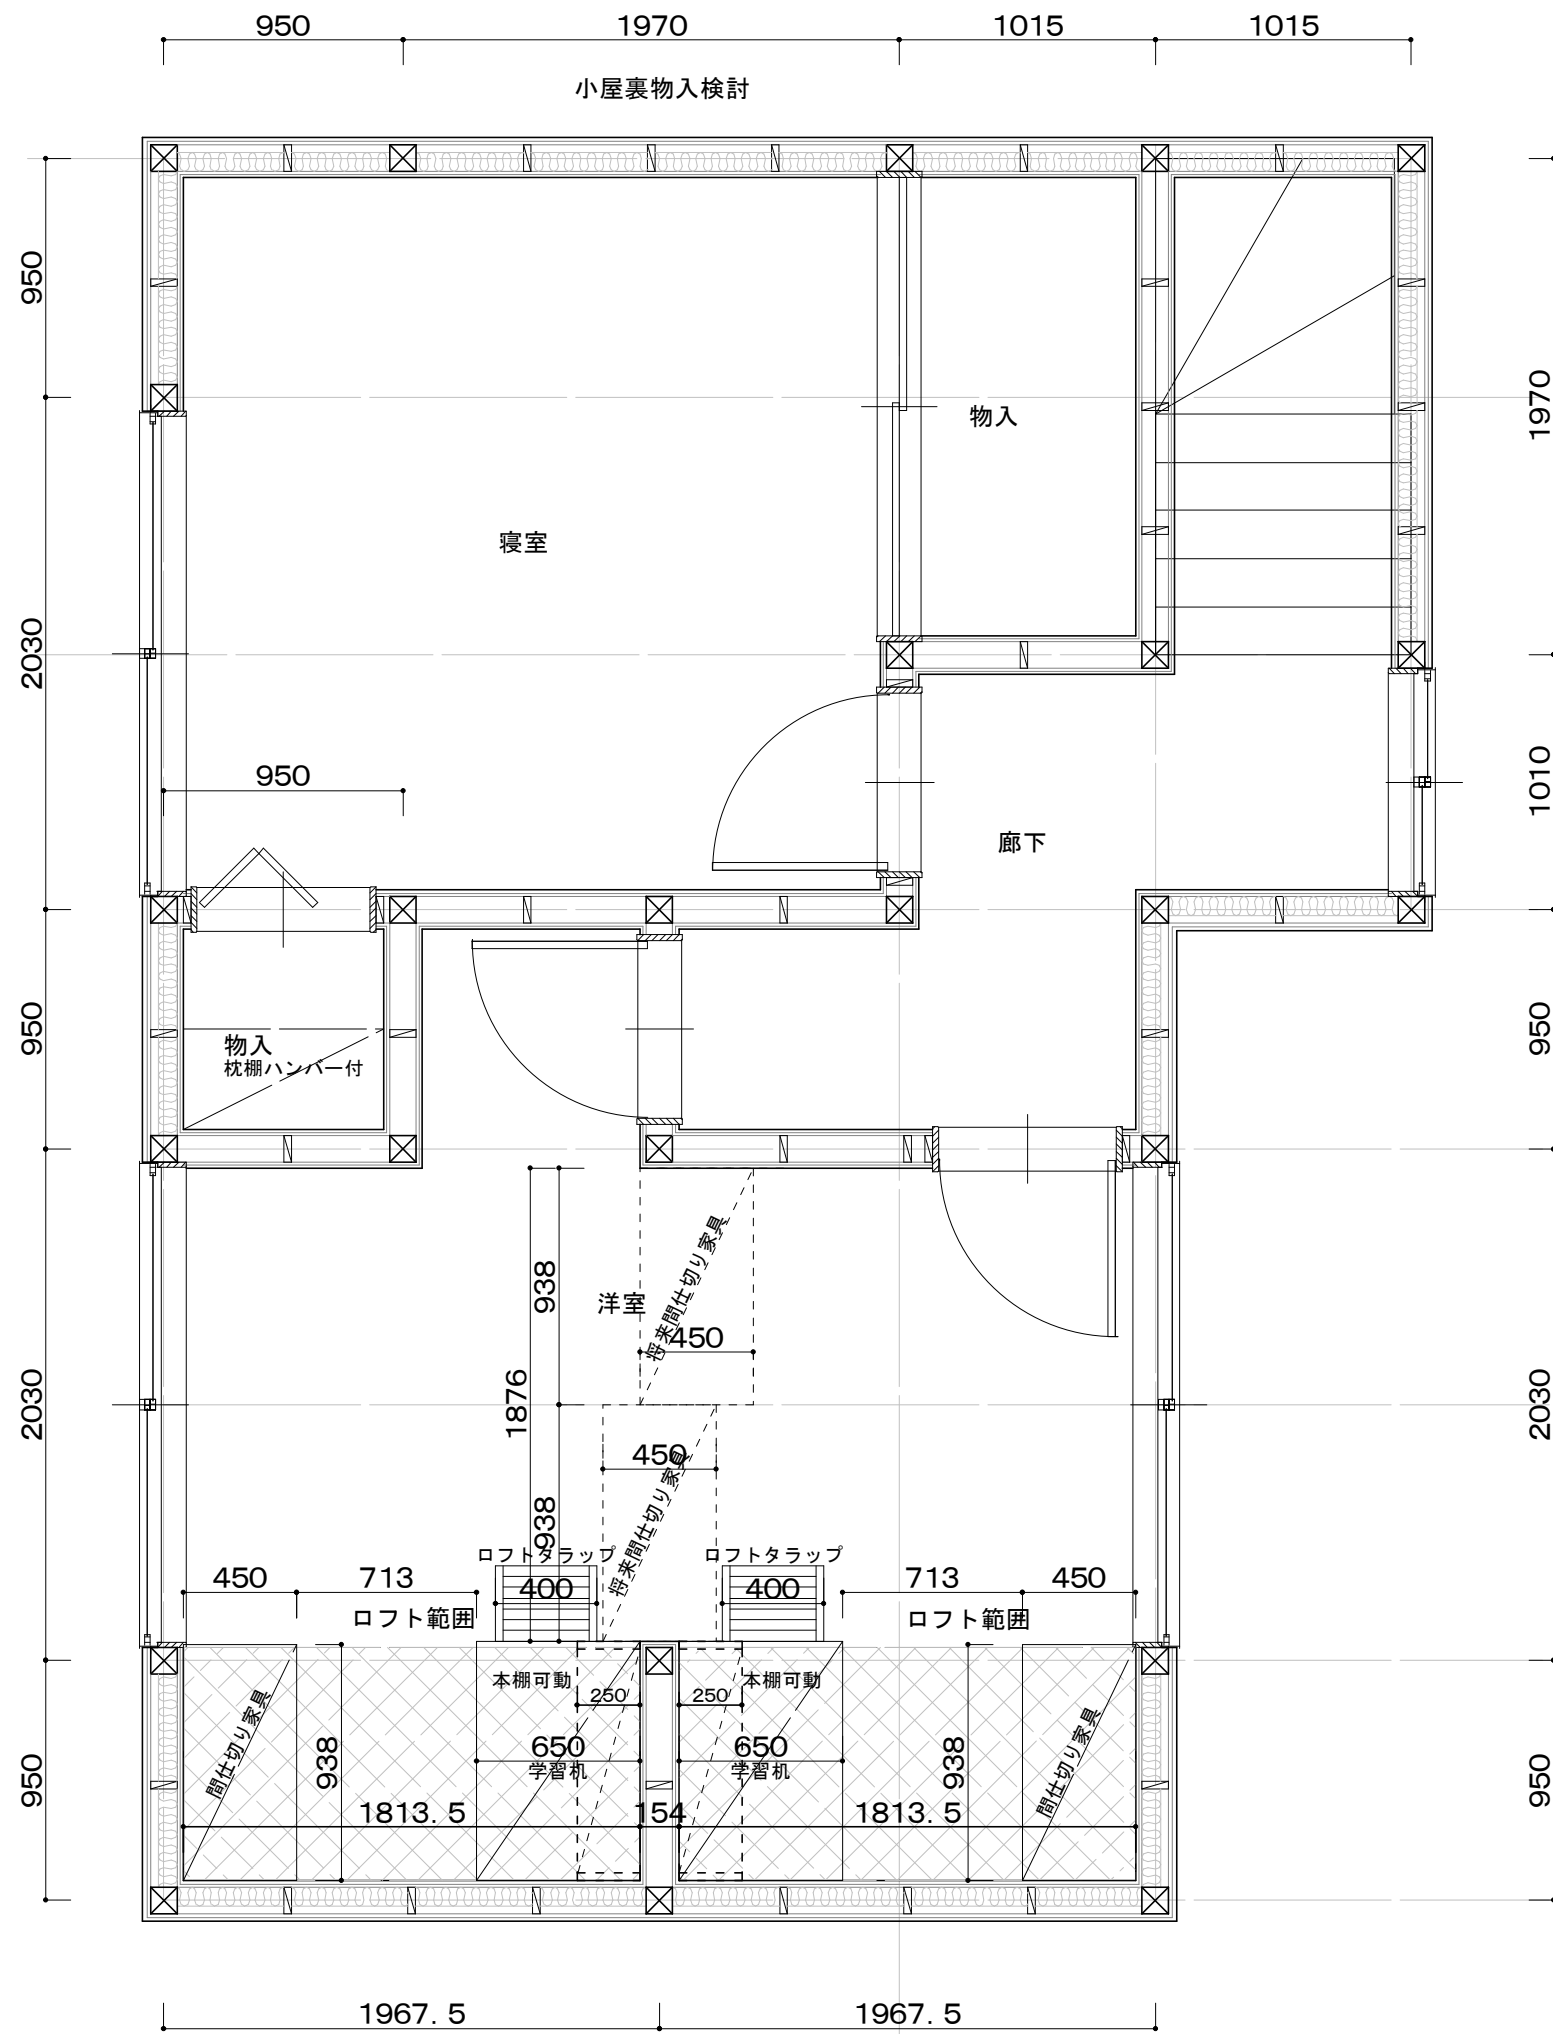 950
1970
1015
1015
小屋裏物入検討
950
1970
物入
寝室
2030
950
1010
廊下
950
物入
枕棚ハンバー付
950
938
将来間仕切り家具
洋室
450
1876
2030
2030
450
938
将来間仕切り家具
ロフトタラップ
ロフトタラップ
450
713
400
400
713
450
ロフト範囲
ロフト範囲
本棚可動
本棚可動
250
250
間仕切り家具
間仕切り家具
938
650
650
938
学習机
学習机
950
950
1813.5
154
1813.5
1967.5
1967.5